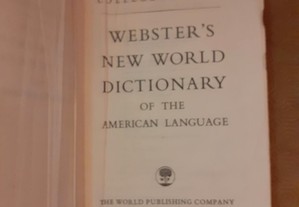 WEBSTER'S
NEW WORLD
DICTIONARY
OF THE
AMERICAN LANGUAGE
THE WORLD PUBLISHING COMPANY